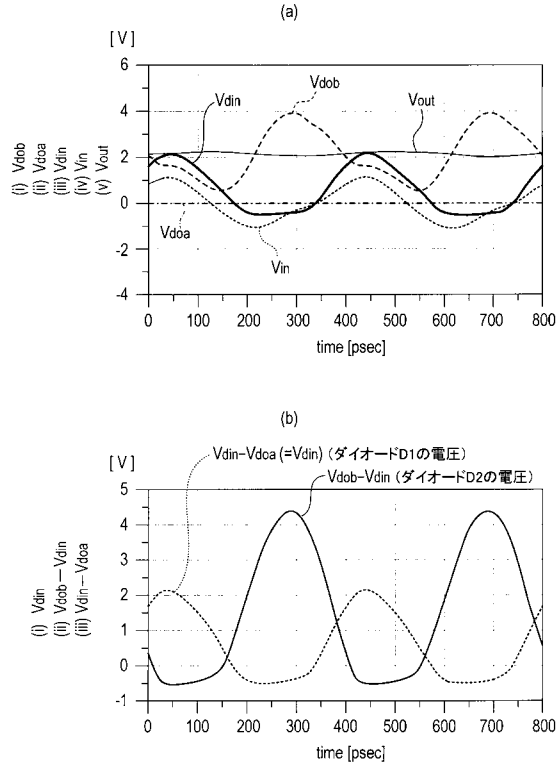 (a)
[ V ]
6
4
2
0
-2
-4
(i) Vdob
(ii) Vdoa
(iii) Vdin
(iv) Vin
(v) Vout
Vdin
Vdob
Vout
Vdoa
Vin
0 100 200 300 400 500 600 700 800
time [psec]
(b)
Vdin−Vdoa (=Vdin) (ダイオードD1の電圧)
[ V ]
Vdob−Vdin (ダイオードD2の電圧)
5
4
3
2
1
0
-1
(i) Vdin
(ii) Vdob−Vdin
(iii) Vdin−Vdoa
0 100 200 300 400 500 600 700 800
time [psec]